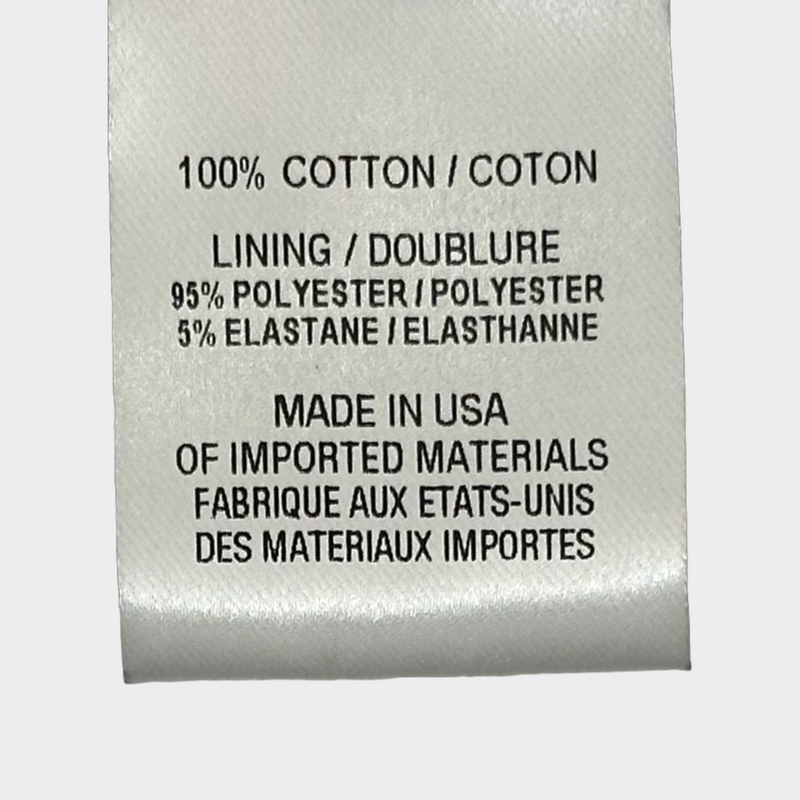 100% COTTON / COTON
LINING / DOUBLURE
95% POLYESTER / POLYESTER
5% ELASTANE / ELASTHANNE
MADE IN USA
OF IMPORTED MATERIALS
FABRIQUE AUX ETATS-UNIS
DES MATERIAUX IMPORTES